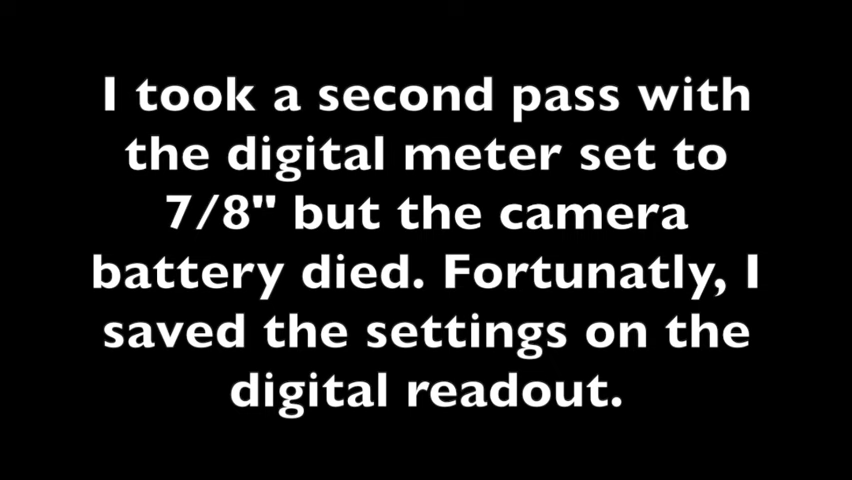 I took a second pass with
the digital meter set to
7/8" but the camera
battery died. Fortunatly, I
saved the settings on the
digital readout.